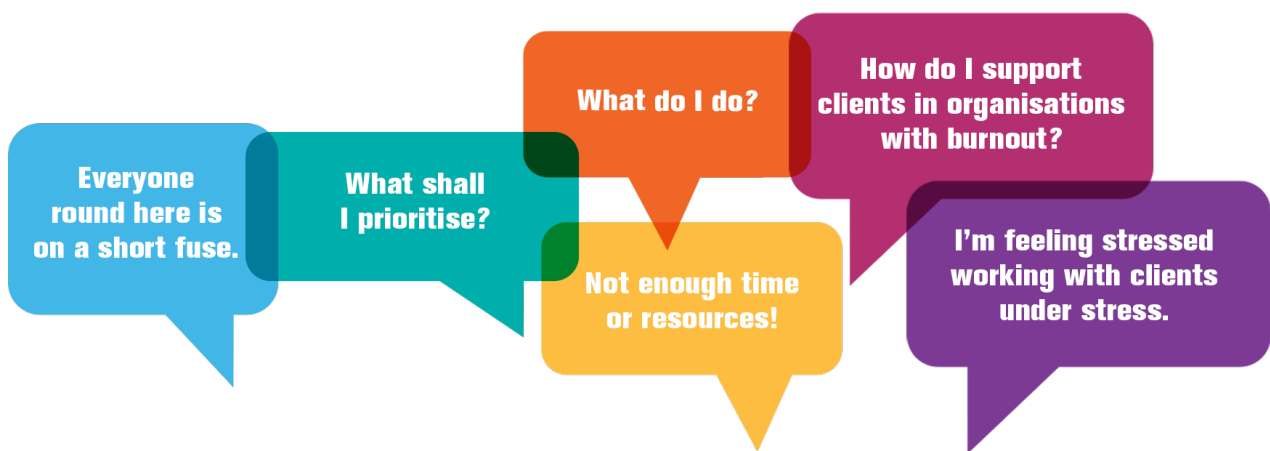 Everyone
round here is
on a short fuse.
What shall
I prioritise?
What do I do?
Not enough time
or resources!
How do I support
clients in organisations
with burnout?
I'm feeling stressed
working with clients
under stress.